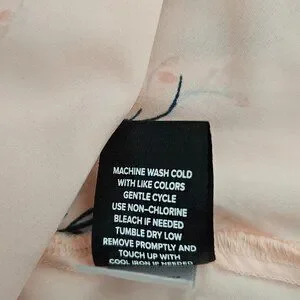 MACHINE WASH COLD
WITH LIKE COLORS
GENTLE CYCLE
USE NON-CHLORINE
BLEACH IF NEEDED
TUMBLE DRY LOW
REMOVE PROMPTLY AND
TOUCH UP WITH
COOL IRON IF NEEDED